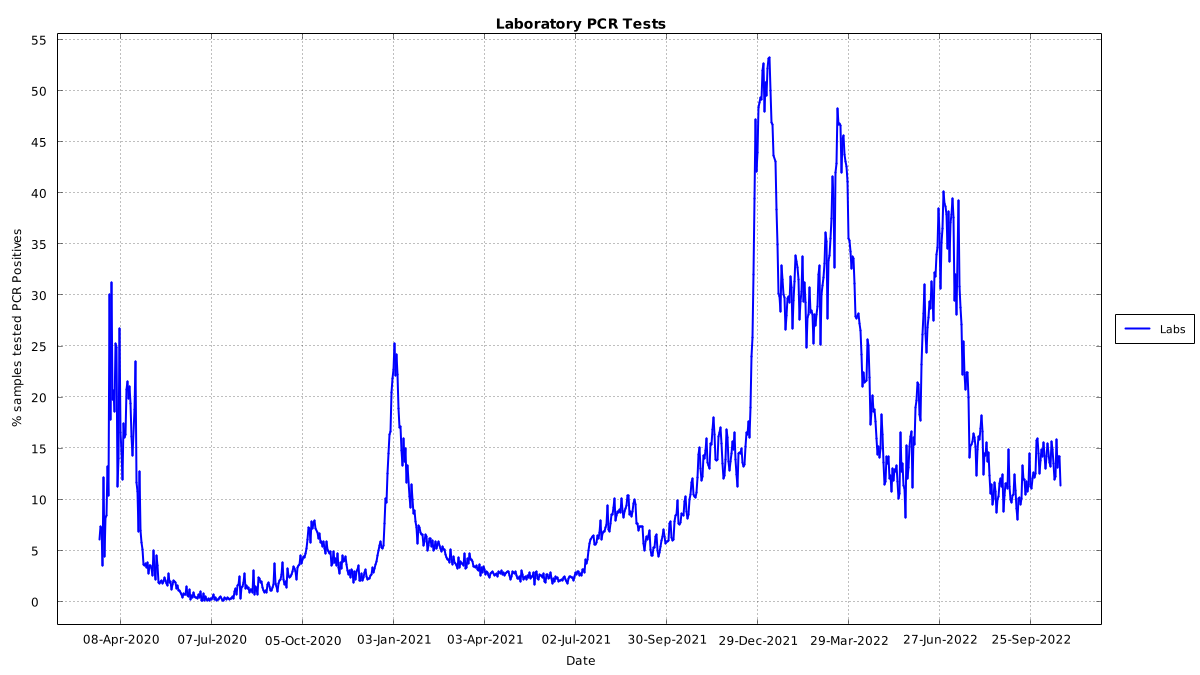 Laboratory PCR Tests
55
50
45
40
35
30
25
20
15
10
5
0
% samples tested PCR Positives
08-Apr-2020 07-Jul-2020 05-Oct-2020 03-Jan-2021 03-Apr-2021 02-Jul-2021 30-Sep-2021 29-Dec-2021 29-Mar-2022 27-Jun-2022 25-Sep-2022
Date
Labs